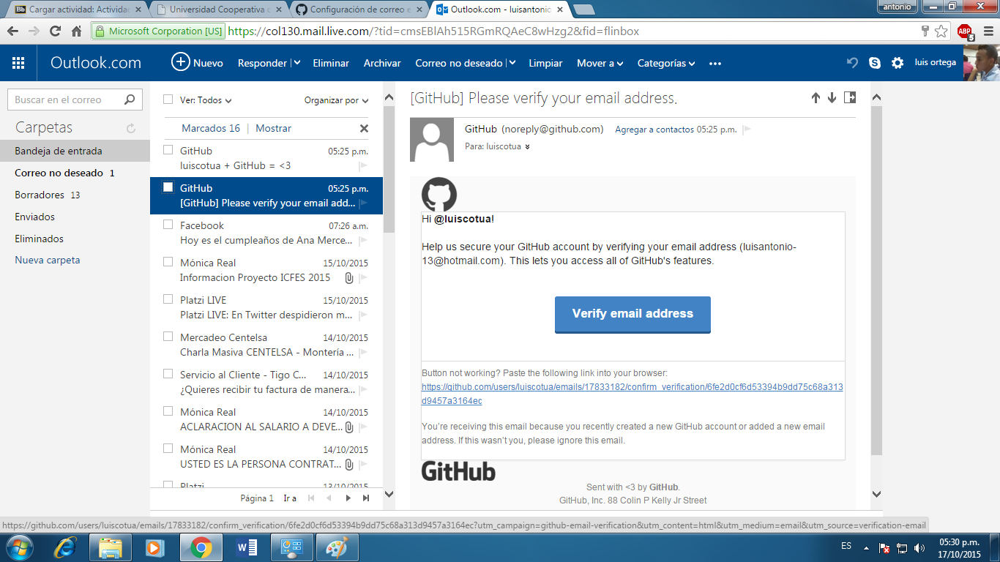 Cargar actividad: Actividad
Universidad Cooperativa d
Configuración de correo e
Outlook.com - luisantonio
antonio
Microsoft Corporation [US] https://col130.mail.live.com/?tid=cmsEBlAh515RGmRQAeC8wHzg2&fid=flinbox
ABP
5
Outlook.com
Nuevo
Responder
Eliminar
Archivar
Correo no deseado
Limpiar
Mover a
Categorías
luis ortega
Buscar en el correo
Carpetas
Bandeja de entrada
Correo no deseado 1
Borradores 13
Enviados
Eliminados
Nueva carpeta
Ver: Todos
Organizar por
Marcados 16 | Mostrar
GitHub 05:25 p.m.
luiscotua + GitHub = <3
GitHub 05:25 p.m.
[GitHub] Please verify your email add...
Facebook 07:26 a.m.
Hoy es el cumpleaños de Ana Merce...
Mónica Real 15/10/2015
Informacion Proyecto ICFES 2015
Platzi LIVE 15/10/2015
Platzi LIVE: En Twitter despidieron m...
Mercadeo Centelsa 14/10/2015
Charla Masiva CENTELSA - Montería ...
Servicio al Cliente - Tigo C... 14/10/2015
¿Quieres recibir tu factura de manera...
Mónica Real 14/10/2015
ACLARACION AL SALARIO A DEVE...
Mónica Real 14/10/2015
USTED ES LA PERSONA CONTRAT...
Platzi 13/10/2015
Página 1 Ir a
[GitHub] Please verify your email address.
GitHub (noreply@github.com) Agregar a contactos 05:25 p.m.
Para: luiscotua
Hi @luiscotua!
Help us secure your GitHub account by verifying your email address (luisantonio-
13@hotmail.com). This lets you access all of GitHub's features.
Verify email address
Button not working? Paste the following link into your browser:
https://github.com/users/luiscotua/emails/17833182/confirm_verification/6fe2d0cf6d53394b9dd75c68a313
d9457a3164ec
You're receiving this email because you recently created a new GitHub account or added a new email
address. If this wasn't you, please ignore this email.
GitHub
Sent with <3 by GitHub.
GitHub, Inc. 88 Colin P Kelly Jr Street
https://github.com/users/luiscotua/emails/17833182/confirm_verification/6fe2d0cf6d53394b9dd75c68a313d9457a3164ec?utm_campaign=github-email-verification&utm_content=html&utm_medium=email&utm_source=verification-email
ES
05:30 p.m.
17/10/2015